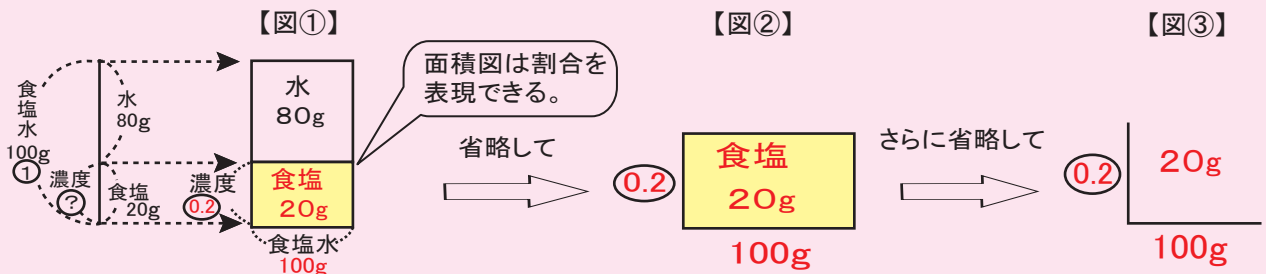 【図①】
【図②】
【図③】
食塩水
100g
①
水
80g
濃度
?
食塩
20g
水
80g
濃度
0.2
食塩
20g
食塩水
100g
面積図は割合を
表現できる。
省略して
0.2
食塩
20g
100g
さらに省略して
0.2
20g
100g